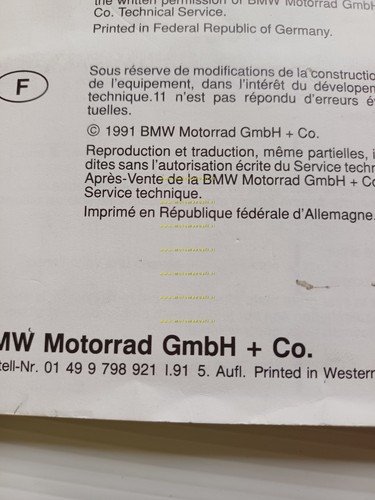 the written permission of BMW Motorrad GmbH
Co. Technical Service.
Printed in Federal Republic of Germany.
F
Sous réserve de modifications de la construction
de l'equipement, dans l'intérêt du dévelop
technique.11 n'est pas répondu d'erreurs év
tuelles.
© 1991 BMW Motorrad GmbH + Co.
Reproduction et traduction, même partielles, i
dites sans l'autorisation écrite du Service techn
Après-Vente de la BMW Motorrad GmbH + Co
Service technique.
Imprimé en République fédérale d'Allemagne.
MW Motorrad GmbH + Co.
tell-Nr. 01 49 9 798 921 I.91 5. Aufl. Printed in Western